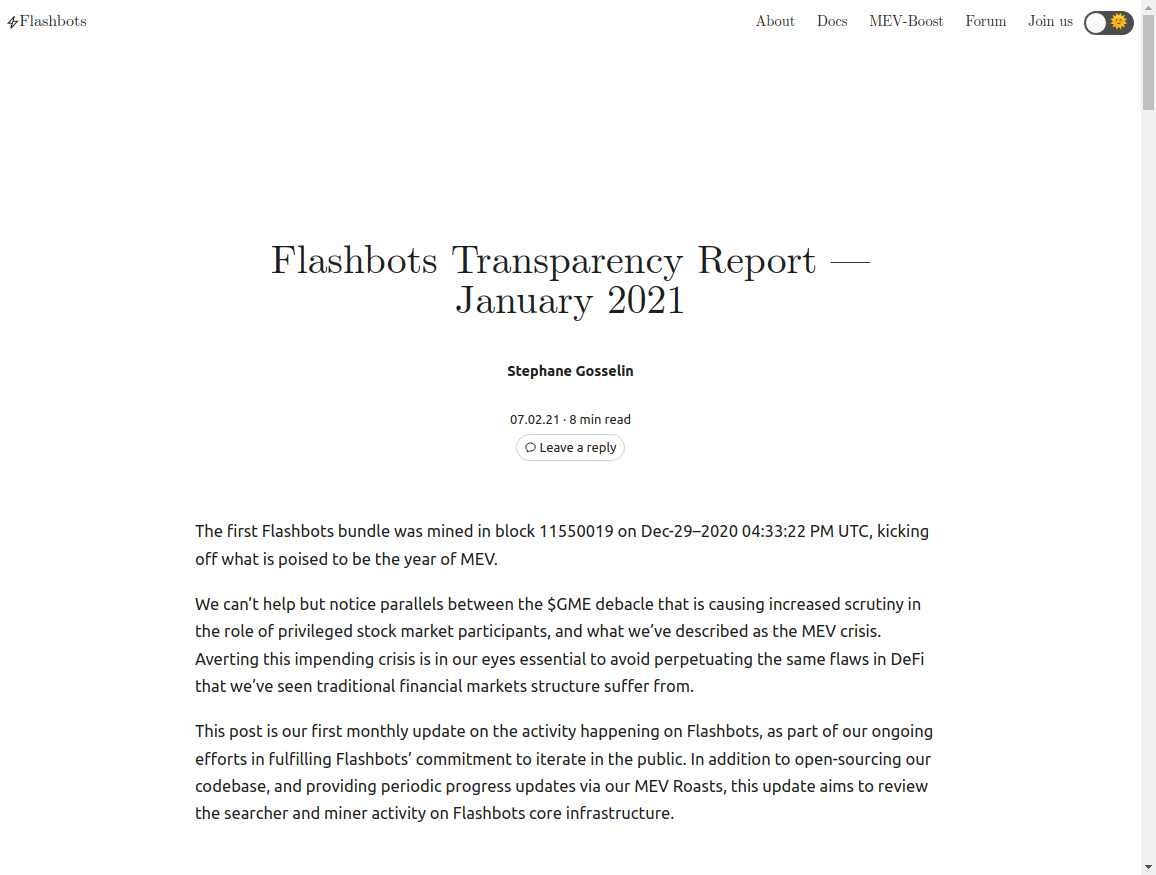 Flashbots
About Docs MEV-Boost Forum Join us
Flashbots Transparency Report —
January 2021
Stephane Gosselin
07.02.21 · 8 min read
Leave a reply
The first Flashbots bundle was mined in block 11550019 on Dec-29–2020 04:33:22 PM UTC, kicking
off what is poised to be the year of MEV.
We can’t help but notice parallels between the $GME debacle that is causing increased scrutiny in
the role of privileged stock market participants, and what we’ve described as the MEV crisis.
Averting this impending crisis is in our eyes essential to avoid perpetuating the same flaws in DeFi
that we’ve seen traditional financial markets structure suffer from.
This post is our first monthly update on the activity happening on Flashbots, as part of our ongoing
efforts in fulfilling Flashbots’ commitment to iterate in the public. In addition to open-sourcing our
codebase, and providing periodic progress updates via our MEV Roasts, this update aims to review
the searcher and miner activity on Flashbots core infrastructure.